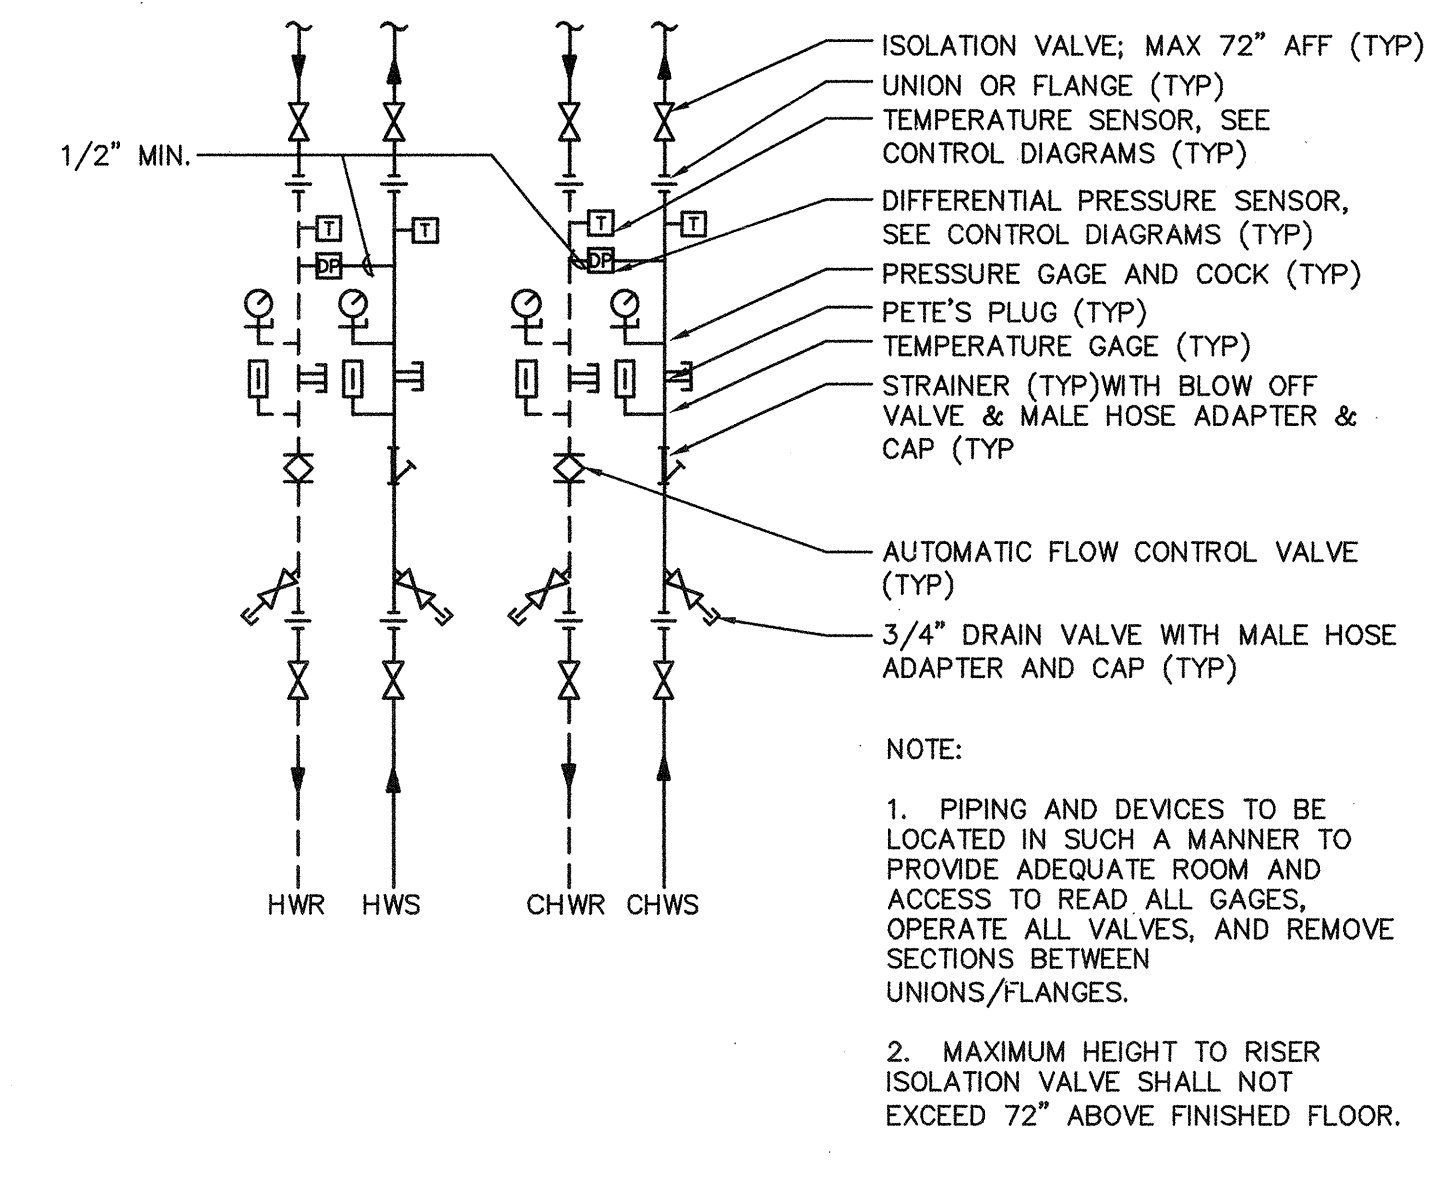 ISOLATION VALVE; MAX 72" AFF (TYP)
UNION OR FLANGE (TYP)
TEMPERATURE SENSOR, SEE
CONTROL DIAGRAMS (TYP)
1/2" MIN.
DIFFERENTIAL PRESSURE SENSOR,
SEE CONTROL DIAGRAMS (TYP)
T
T
T
T
DP
DP
PRESSURE GAGE AND COCK (TYP)
PETE'S PLUG (TYP)
TEMPERATURE GAGE (TYP)
STRAINER (TYP)WITH BLOW OFF
VALVE & MALE HOSE ADAPTER &
CAP (TYP
AUTOMATIC FLOW CONTROL VALVE
(TYP)
3/4" DRAIN VALVE WITH MALE HOSE
ADAPTER AND CAP (TYP)
HWR HWS CHWR CHWS
NOTE:
1. PIPING AND DEVICES TO BE
LOCATED IN SUCH A MANNER TO
PROVIDE ADEQUATE ROOM AND
ACCESS TO READ ALL GAGES,
OPERATE ALL VALVES, AND REMOVE
SECTIONS BETWEEN
UNIONS/FLANGES.
2. MAXIMUM HEIGHT TO RISER
ISOLATION VALVE SHALL NOT
EXCEED 72" ABOVE FINISHED FLOOR.